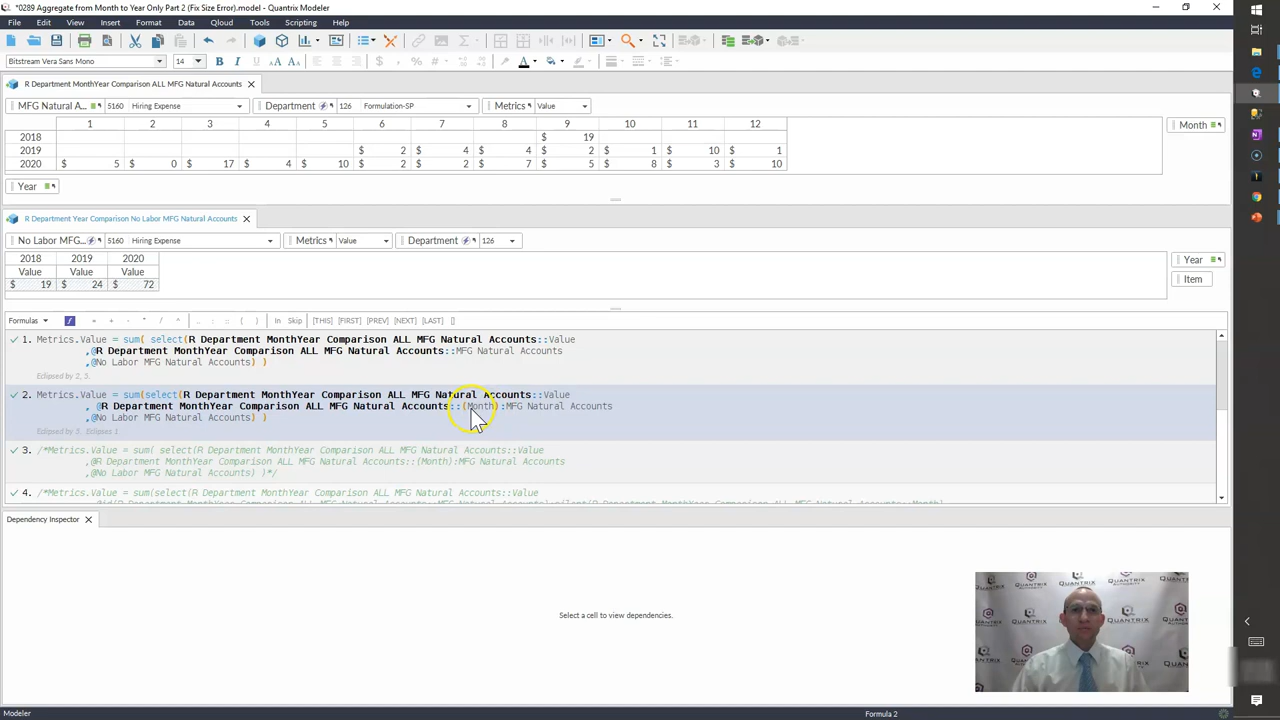 *0289 Aggregate from Month to Year Only Part 2 (Fix Size Error).model - Quantrix Modeler
File Edit View Insert Format Data Qloud Tools Scripting Help
Bitstream Vera Sans Mono 14
R Department MonthYear Comparison ALL MFG Natural Accounts
MFG Natural A... 5160 Hiring Expense Department 126 Formulation-SP Metrics Value
1 2 3 4 5 6 7 8 9 10 11 12 Month
2018 $ 19
2019 $ 2 $ 4 $ 4 $ 2 $ 1 $ 10 $ 1
2020 $ 5 $ 0 $ 17 $ 4 $ 10 $ 2 $ 2 $ 7 $ 5 $ 8 $ 3 $ 10
Year
R Department Year Comparison No Labor MFG Natural Accounts
No Labor MFG... 5160 Hiring Expense Metrics Value Department 126
2018 2019 2020 Year
Value Value Value Item
$ 19 $ 24 $ 72
Formulas f = + - * / ^ . : :: ( ) In Skip [THIS] [FIRST] [PREV] [NEXT] [LAST] []
1. Metrics.Value = sum( select(R Department MonthYear Comparison ALL MFG Natural Accounts::Value
,@R Department MonthYear Comparison ALL MFG Natural Accounts::MFG Natural Accounts
,@No Labor MFG Natural Accounts) )
Eclipsed by 2, 3.
2. Metrics.Value = sum(select(R Department MonthYear Comparison ALL MFG Natural Accounts::Value
, @R Department MonthYear Comparison ALL MFG Natural Accounts::(Month):MFG Natural Accounts
,@No Labor MFG Natural Accounts) )
Eclipsed by 3. Eclipses 1
3. /*Metrics.Value = sum( select(R Department MonthYear Comparison ALL MFG Natural Accounts::Value
,@R Department MonthYear Comparison ALL MFG Natural Accounts::(Month):MFG Natural Accounts
,@No Labor MFG Natural Accounts) )*/
4. /*Metrics.Value = sum(select(R Department MonthYear Comparison ALL MFG Natural Accounts::Value
Dependency Inspector
Select a cell to view dependencies.
QUANTRIX
AUTHORITY
Modeler Formula 2